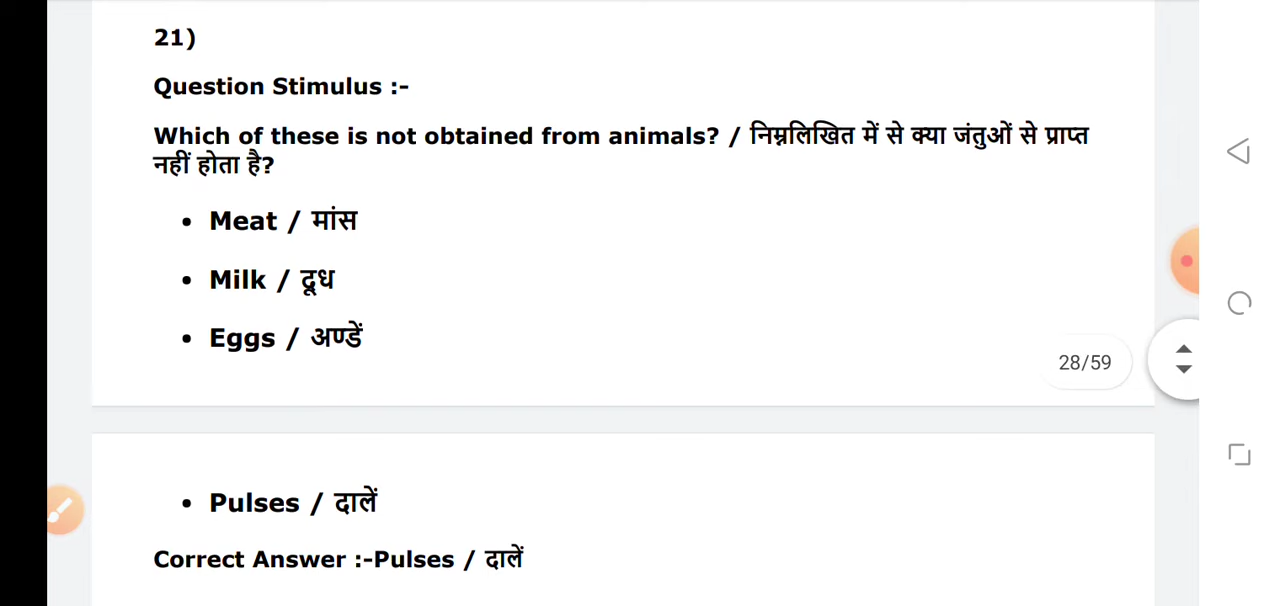 21)
Question Stimulus :-
Which of these is not obtained from animals? / निम्नलिखित में से क्या जंतुओं से प्राप्त
नहीं होता है?
• Meat / मांस
• Milk / दूध
• Eggs / अण्डें
28/59
• Pulses / दालें
Correct Answer :-Pulses / दालें